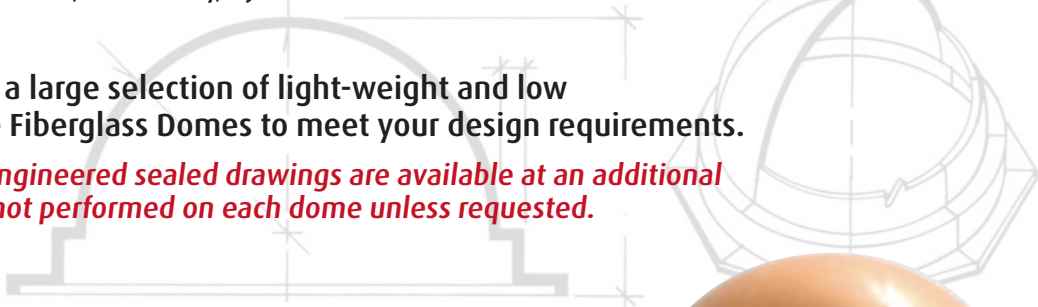 a large selection of light-weight and low
Fiberglass Domes to meet your design requirements.
ngineered sealed drawings are available at an additional
not performed on each dome unless requested.